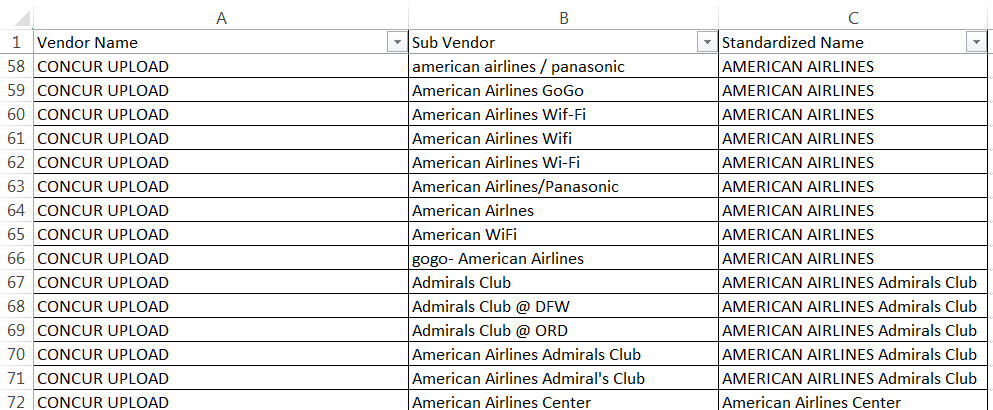 A B C
1 Vendor Name Sub Vendor Standardized Name
58 CONCUR UPLOAD american airlines / panasonic AMERICAN AIRLINES
59 CONCUR UPLOAD American Airlines GoGo AMERICAN AIRLINES
60 CONCUR UPLOAD American Airlines Wif-Fi AMERICAN AIRLINES
61 CONCUR UPLOAD American Airlines Wifi AMERICAN AIRLINES
62 CONCUR UPLOAD American Airlines Wi-Fi AMERICAN AIRLINES
63 CONCUR UPLOAD American Airlines/Panasonic AMERICAN AIRLINES
64 CONCUR UPLOAD American Airlnes AMERICAN AIRLINES
65 CONCUR UPLOAD American WiFi AMERICAN AIRLINES
66 CONCUR UPLOAD gogo- American Airlines AMERICAN AIRLINES
67 CONCUR UPLOAD Admirals Club AMERICAN AIRLINES Admirals Club
68 CONCUR UPLOAD Admirals Club @ DFW AMERICAN AIRLINES Admirals Club
69 CONCUR UPLOAD Admirals Club @ ORD AMERICAN AIRLINES Admirals Club
70 CONCUR UPLOAD American Airlines Admirals Club AMERICAN AIRLINES Admirals Club
71 CONCUR UPLOAD American Airlines Admiral's Club AMERICAN AIRLINES Admirals Club
72 CONCUR UPLOAD American Airlines Center American Airlines Center